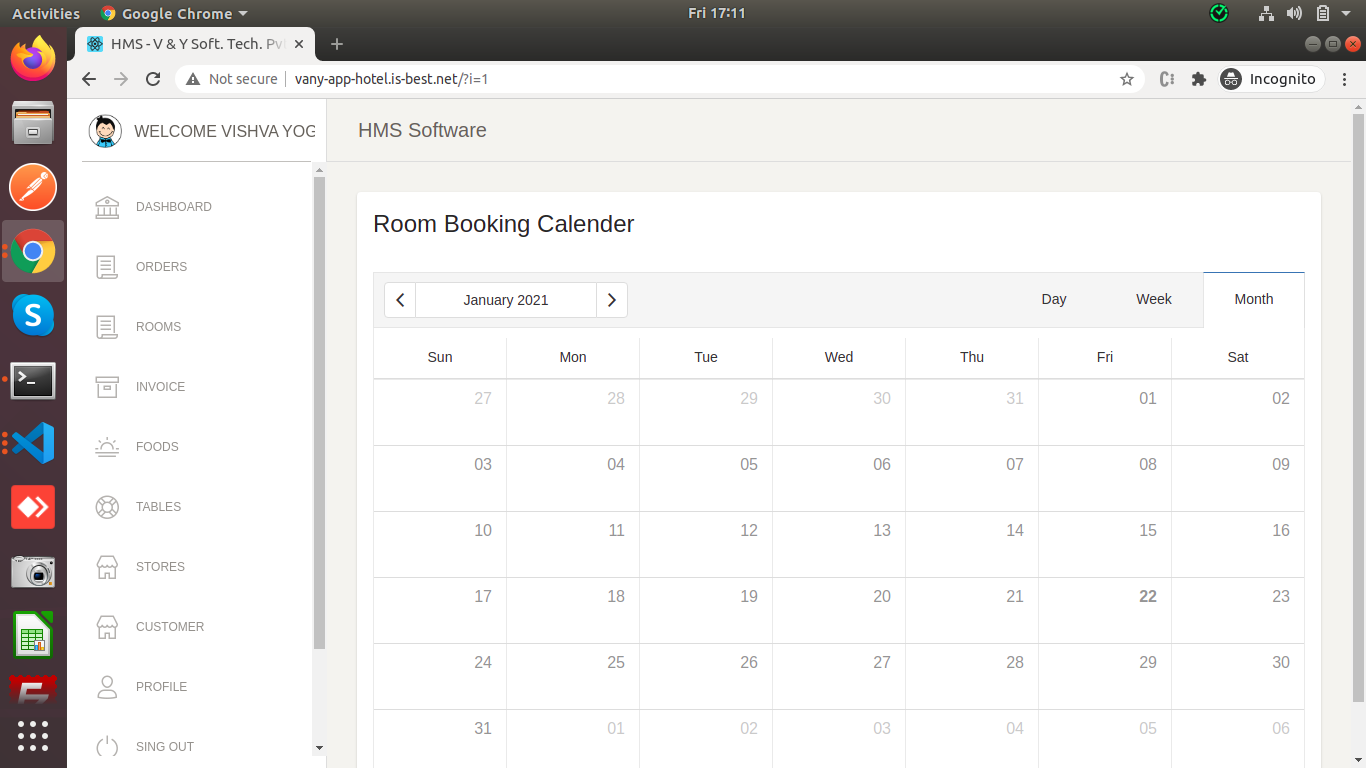 Activities Google Chrome Fri 17:11
HMS - V & Y Soft. Tech. Pvt
Not secure vany-app-hotel.is-best.net/?i=1 Incognito
WELCOME VISHVA YOG
HMS Software
DASHBOARD
ORDERS
ROOMS
INVOICE
FOODS
TABLES
STORES
CUSTOMER
PROFILE
SING OUT
Room Booking Calender
January 2021 Day Week Month
Sun Mon Tue Wed Thu Fri Sat
27 28 29 30 31 01 02
03 04 05 06 07 08 09
10 11 12 13 14 15 16
17 18 19 20 21 22 23
24 25 26 27 28 29 30
31 01 02 03 04 05 06